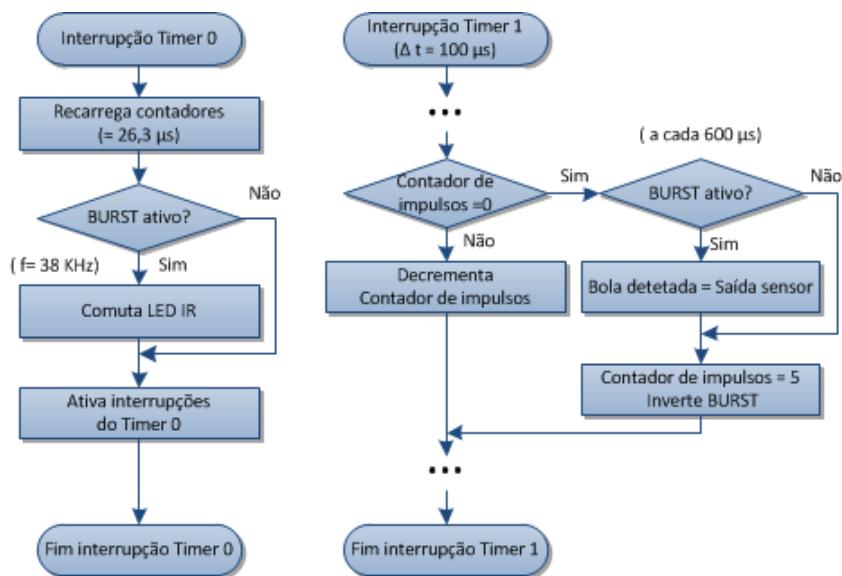 Interrupção Timer 0
Recarrega contadores
(= 26,3 µs)
BURST ativo?
Não
( f= 38 KHz)
Sim
Comuta LED IR
Ativa interrupções
do Timer 0
Fim interrupção Timer 0
Interrupção Timer 1
(Δ t = 100 µs)
...
( a cada 600 µs)
Contador de
impulsos =0
Sim
BURST ativo?
Não
Não
Sim
Decrementa
Contador de impulsos
Bola detetada = Saída sensor
Contador de impulsos = 5
Inverte BURST
...
Fim interrupção Timer 1